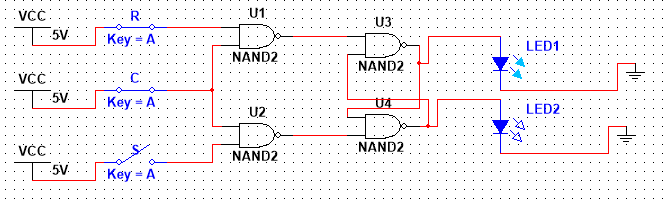 VCC
5V
R
Key = A
U1
NAND2
U3
NAND2
LED1
VCC
5V
C
Key = A
U2
NAND2
U4
NAND2
LED2
VCC
5V
S
Key = A